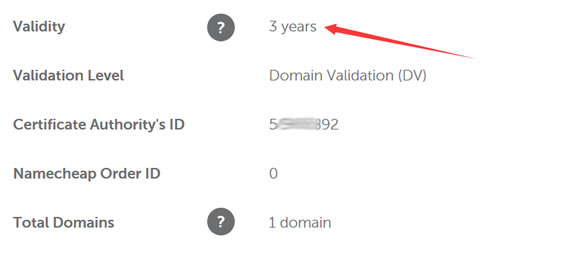 Validity ? 3 years
Validation Level Domain Validation (DV)
Certificate Authority's ID 5 892
Namecheap Order ID 0
Total Domains ? 1 domain